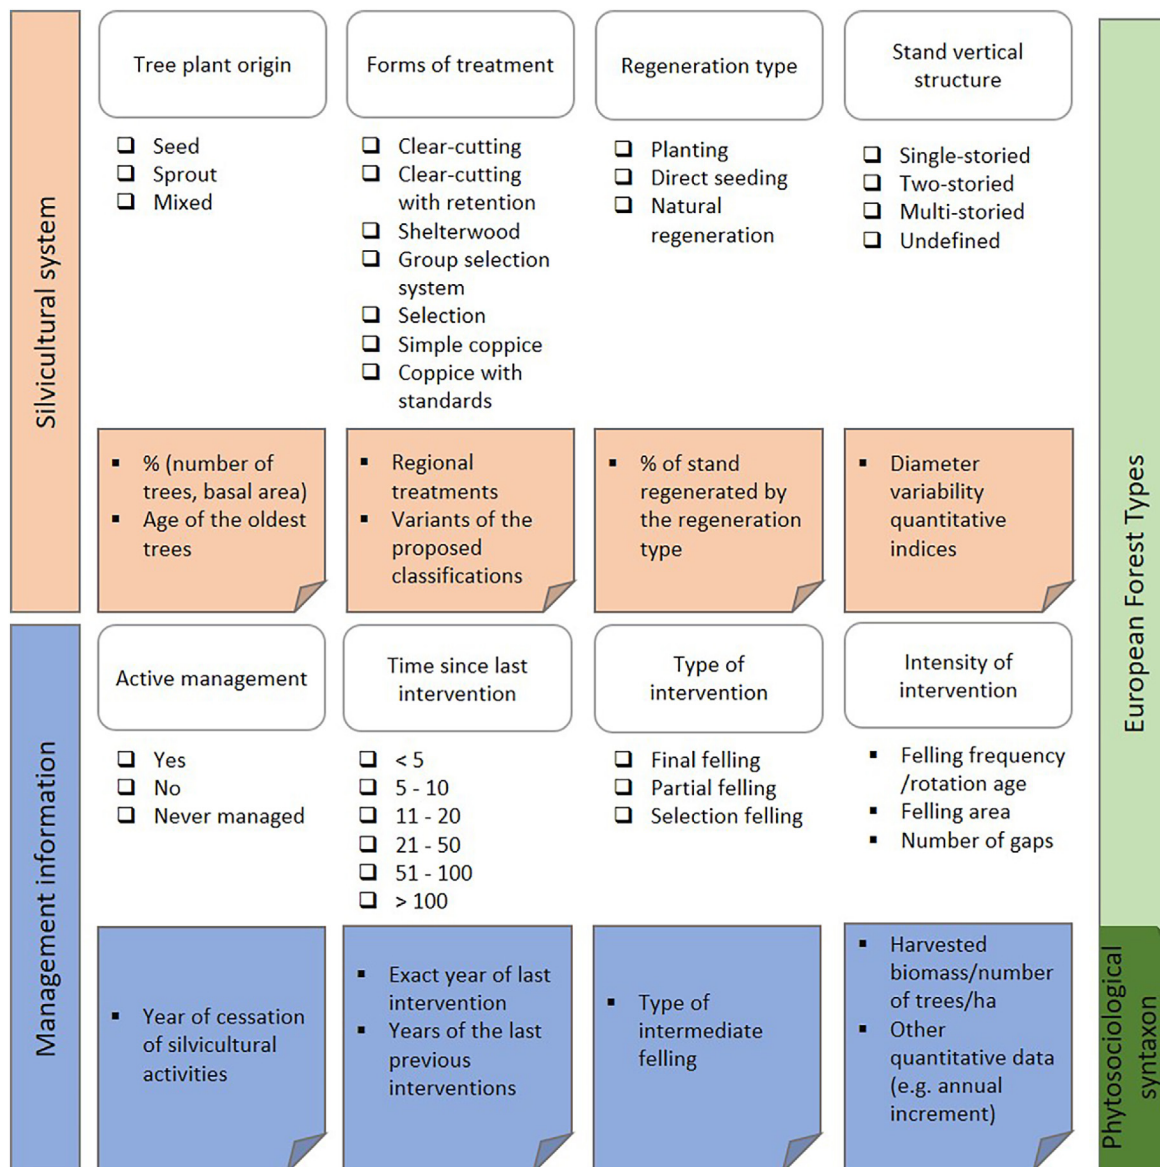 Silvicultural system
Tree plant origin
❑ Seed
❑ Sprout
❑ Mixed
▪ % (number of
trees, basal area)
▪ Age of the oldest
trees
Forms of treatment
❑ Clear-cutting
❑ Clear-cutting
with retention
❑ Shelterwood
❑ Group selection
system
❑ Selection
❑ Simple coppice
❑ Coppice with
standards
▪ Regional
treatments
▪ Variants of the
proposed
classifications
Regeneration type
❑ Planting
❑ Direct seeding
❑ Natural
regeneration
▪ % of stand
regenerated by
the regeneration
type
Stand vertical
structure
❑ Single-storied
❑ Two-storied
❑ Multi-storied
❑ Undefined
▪ Diameter
variability
quantitative
indices
Management information
Active management
❑ Yes
❑ No
❑ Never managed
▪ Year of cessation
of silvicultural
activities
Time since last
intervention
❑ < 5
❑ 5 - 10
❑ 11 - 20
❑ 21 - 50
❑ 51 - 100
❑ > 100
▪ Exact year of last
intervention
▪ Years of the last
previous
interventions
Type of
intervention
❑ Final felling
❑ Partial felling
❑ Selection felling
▪ Type of
intermediate
felling
Intensity of
intervention
▪ Felling frequency
/rotation age
▪ Felling area
▪ Number of gaps
▪ Harvested
biomass/number
of trees/ha
▪ Other
quantitative data
(e.g. annual
increment)
European Forest Types
Phytosociological
syntaxon